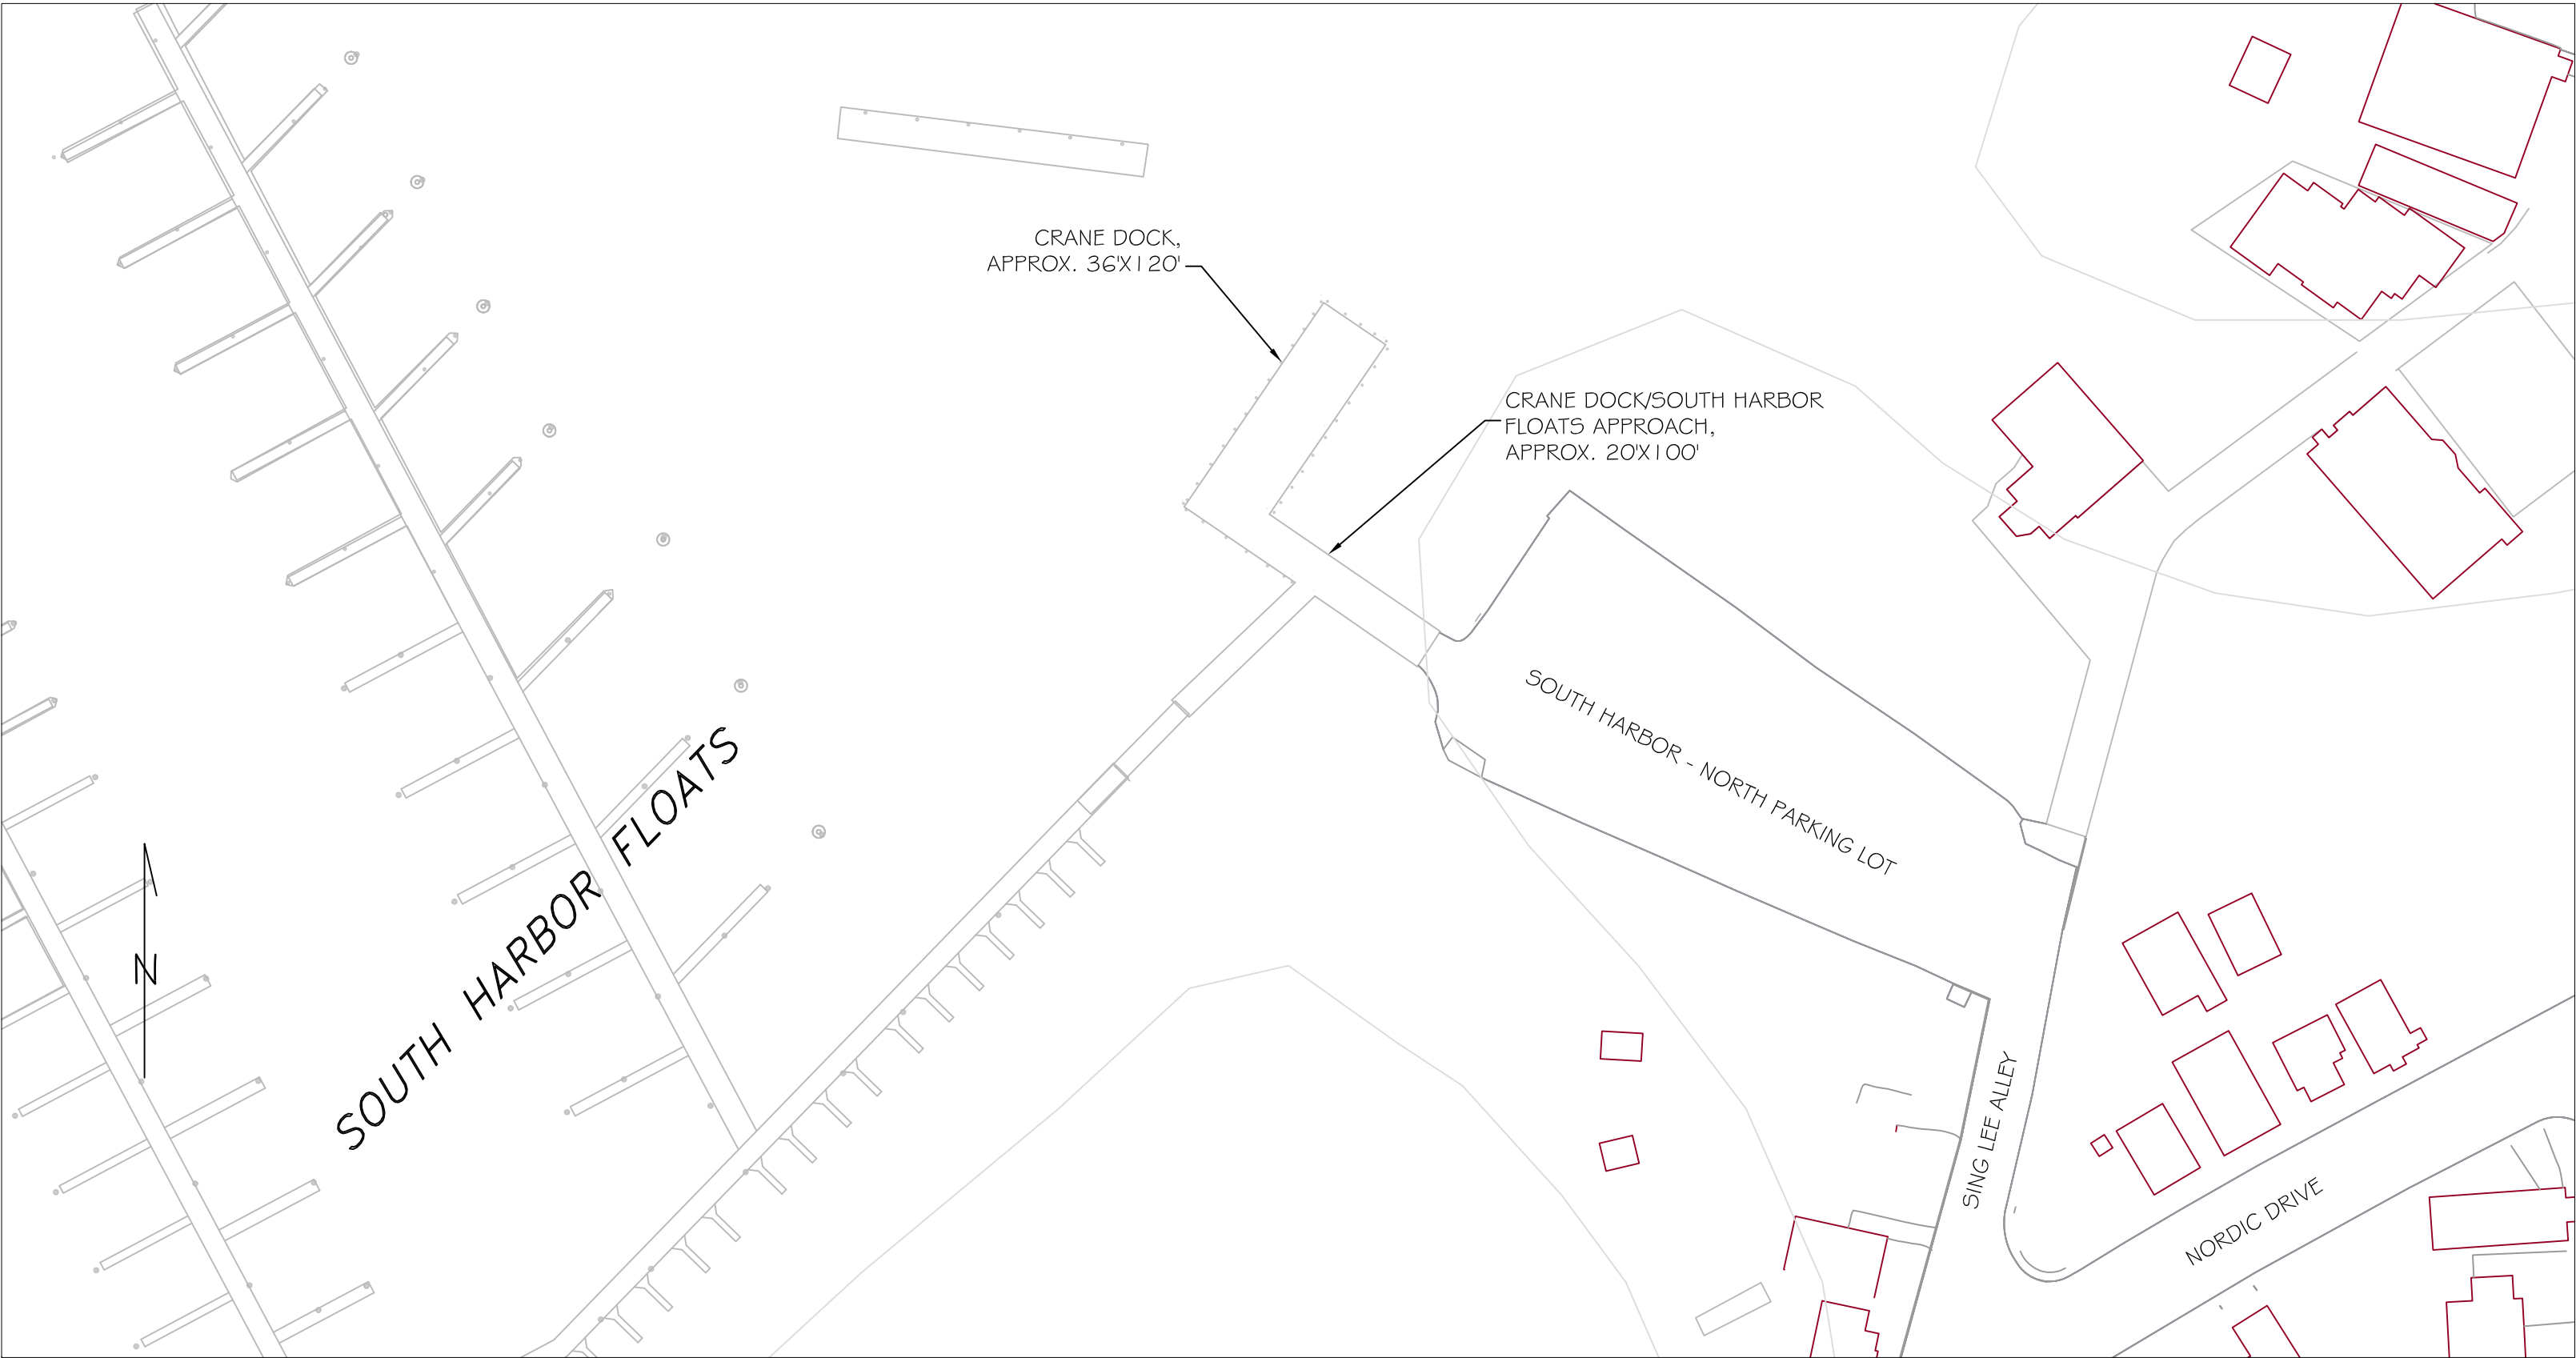 CRANE DOCK,
APPROX. 36'X120'
CRANE DOCK/SOUTH HARBOR
FLOATS APPROACH,
APPROX. 20'X100'
SOUTH HARBOR - NORTH PARKING LOT
SOUTH HARBOR FLOATS
N
SING LEE ALLEY
NORDIC DRIVE